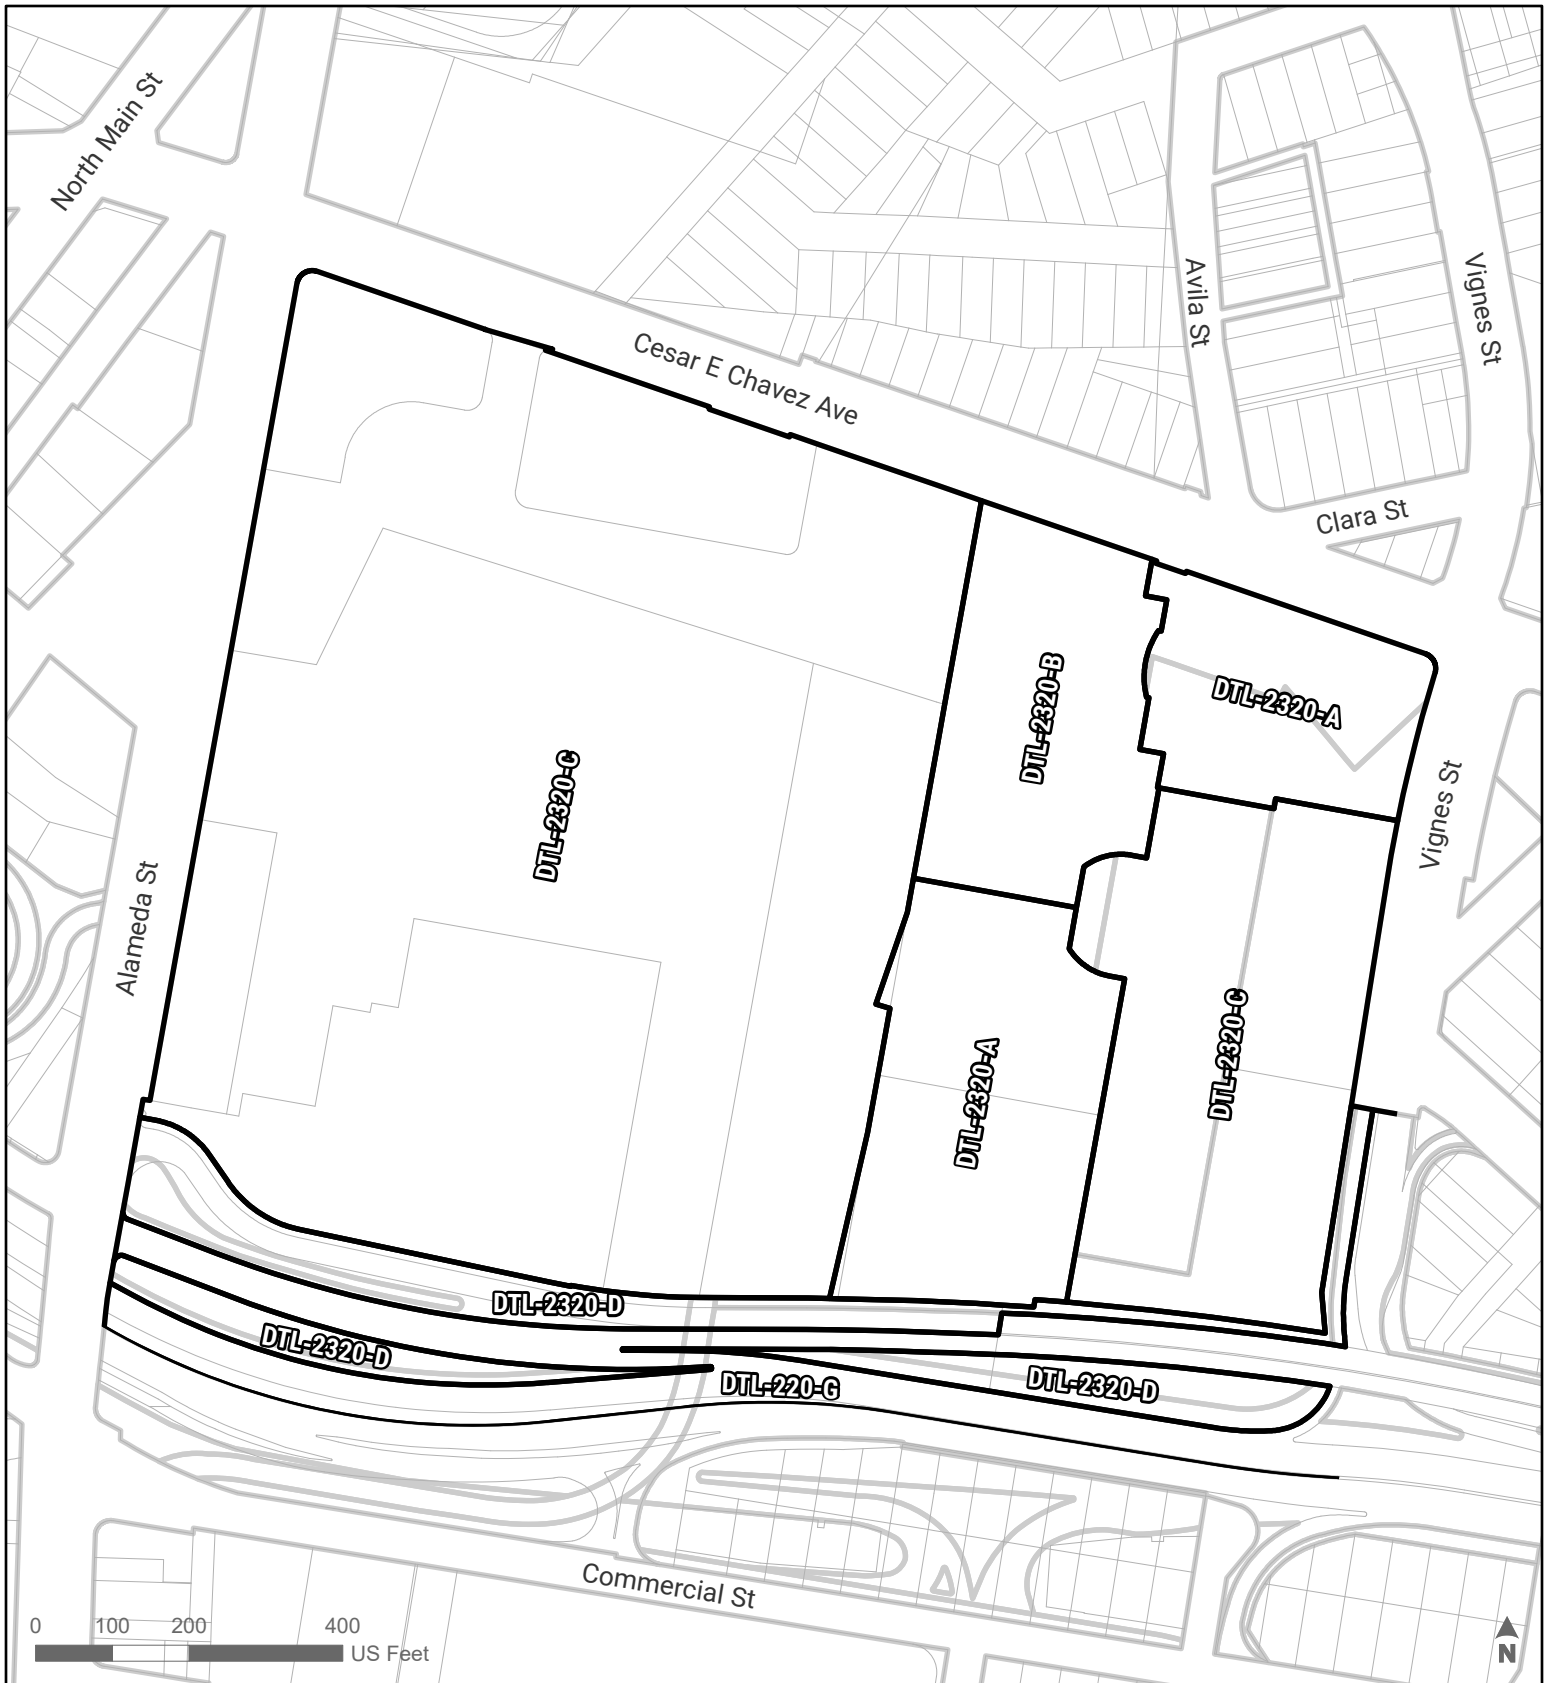 North Main St
Avila St
Vignes St
Cesar E Chavez Ave
Clara St
DTL-2320-B
DTL-2320-A
DTL-2320-C
Vignes St
Alameda St
DTL-2320-C
DTL-2320-A
DTL-2320-D
DTL-2320-D
DTL-220-G
DTL-2320-D
Commercial St
0 100 200 400
US Feet
N